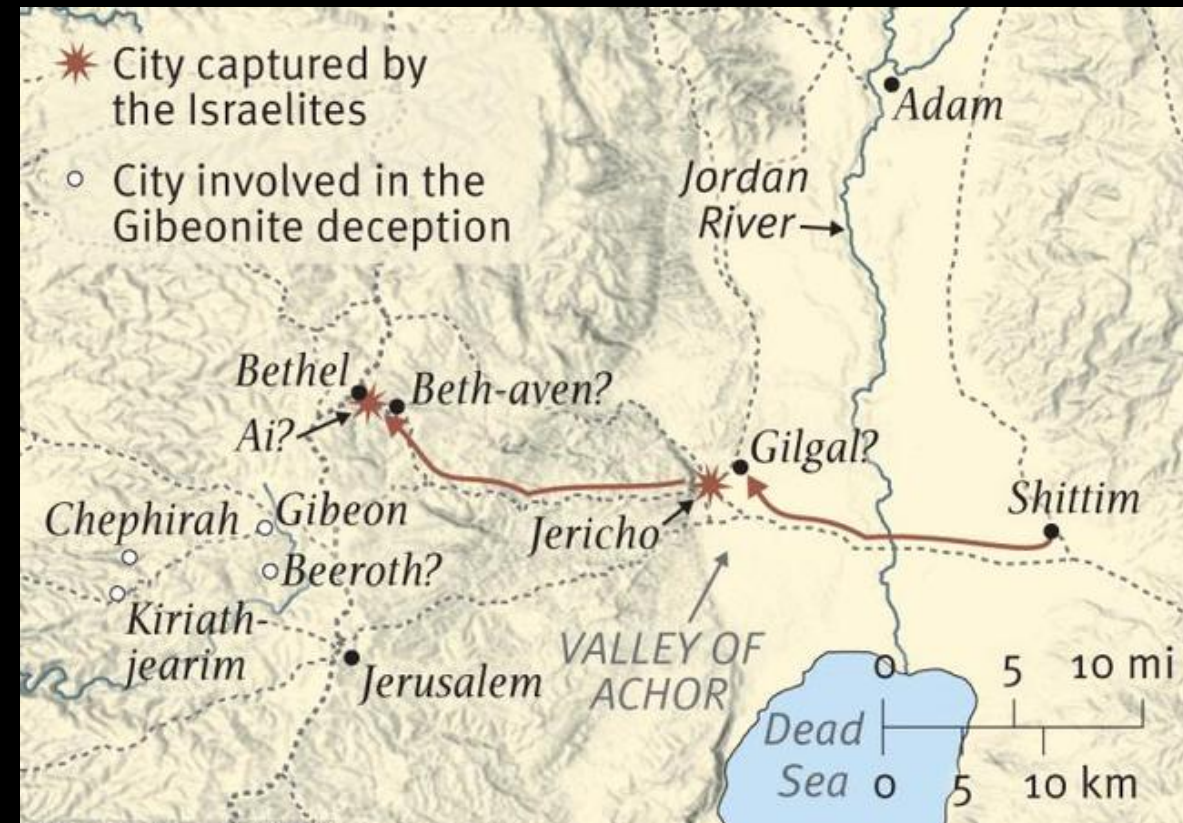 City captured by
the Israelites
City involved in the
Gibeonite deception
Adam
Jordan
River
Bethel
Beth-aven?
Ai?
Gilgal?
Shittim
Chephirah
Gibeon
Jericho
Beeroth?
Kiriath-
jearim
VALLEY OF
ACHOR
Jerusalem
0 5 10 mi
Dead
Sea
0 5 10 km